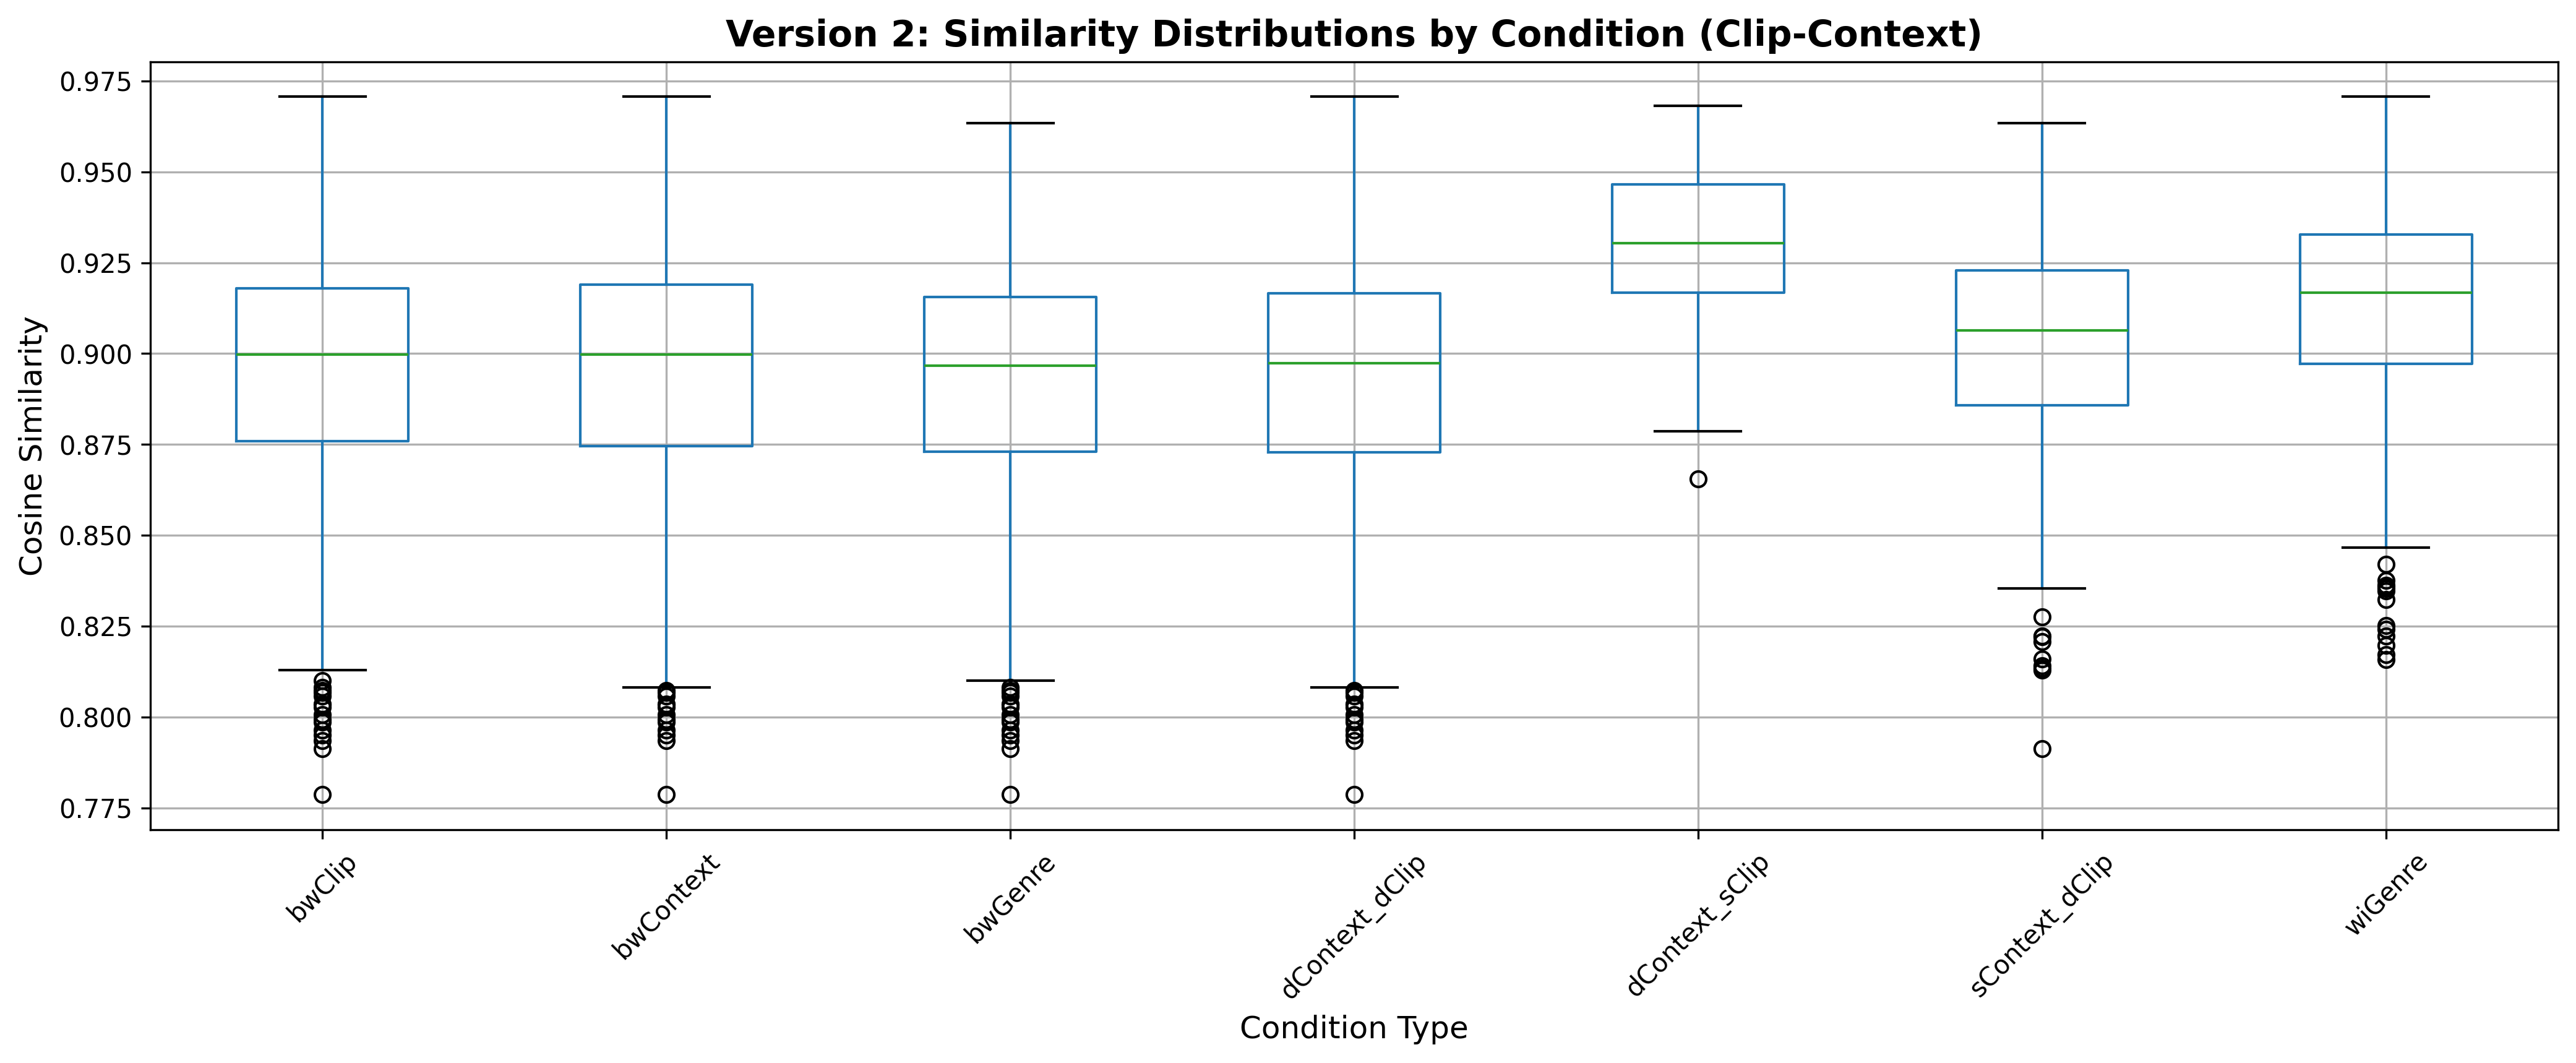 Version 2: Similarity Distributions by Condition (Clip-Context)
Cosine Similarity
0.975
0.950
0.925
0.900
0.875
0.850
0.825
0.800
0.775
bwClip
bwContext
bwGenre
dContext_dClip
dContext_sClip
sContext_dClip
wiGenre
Condition Type